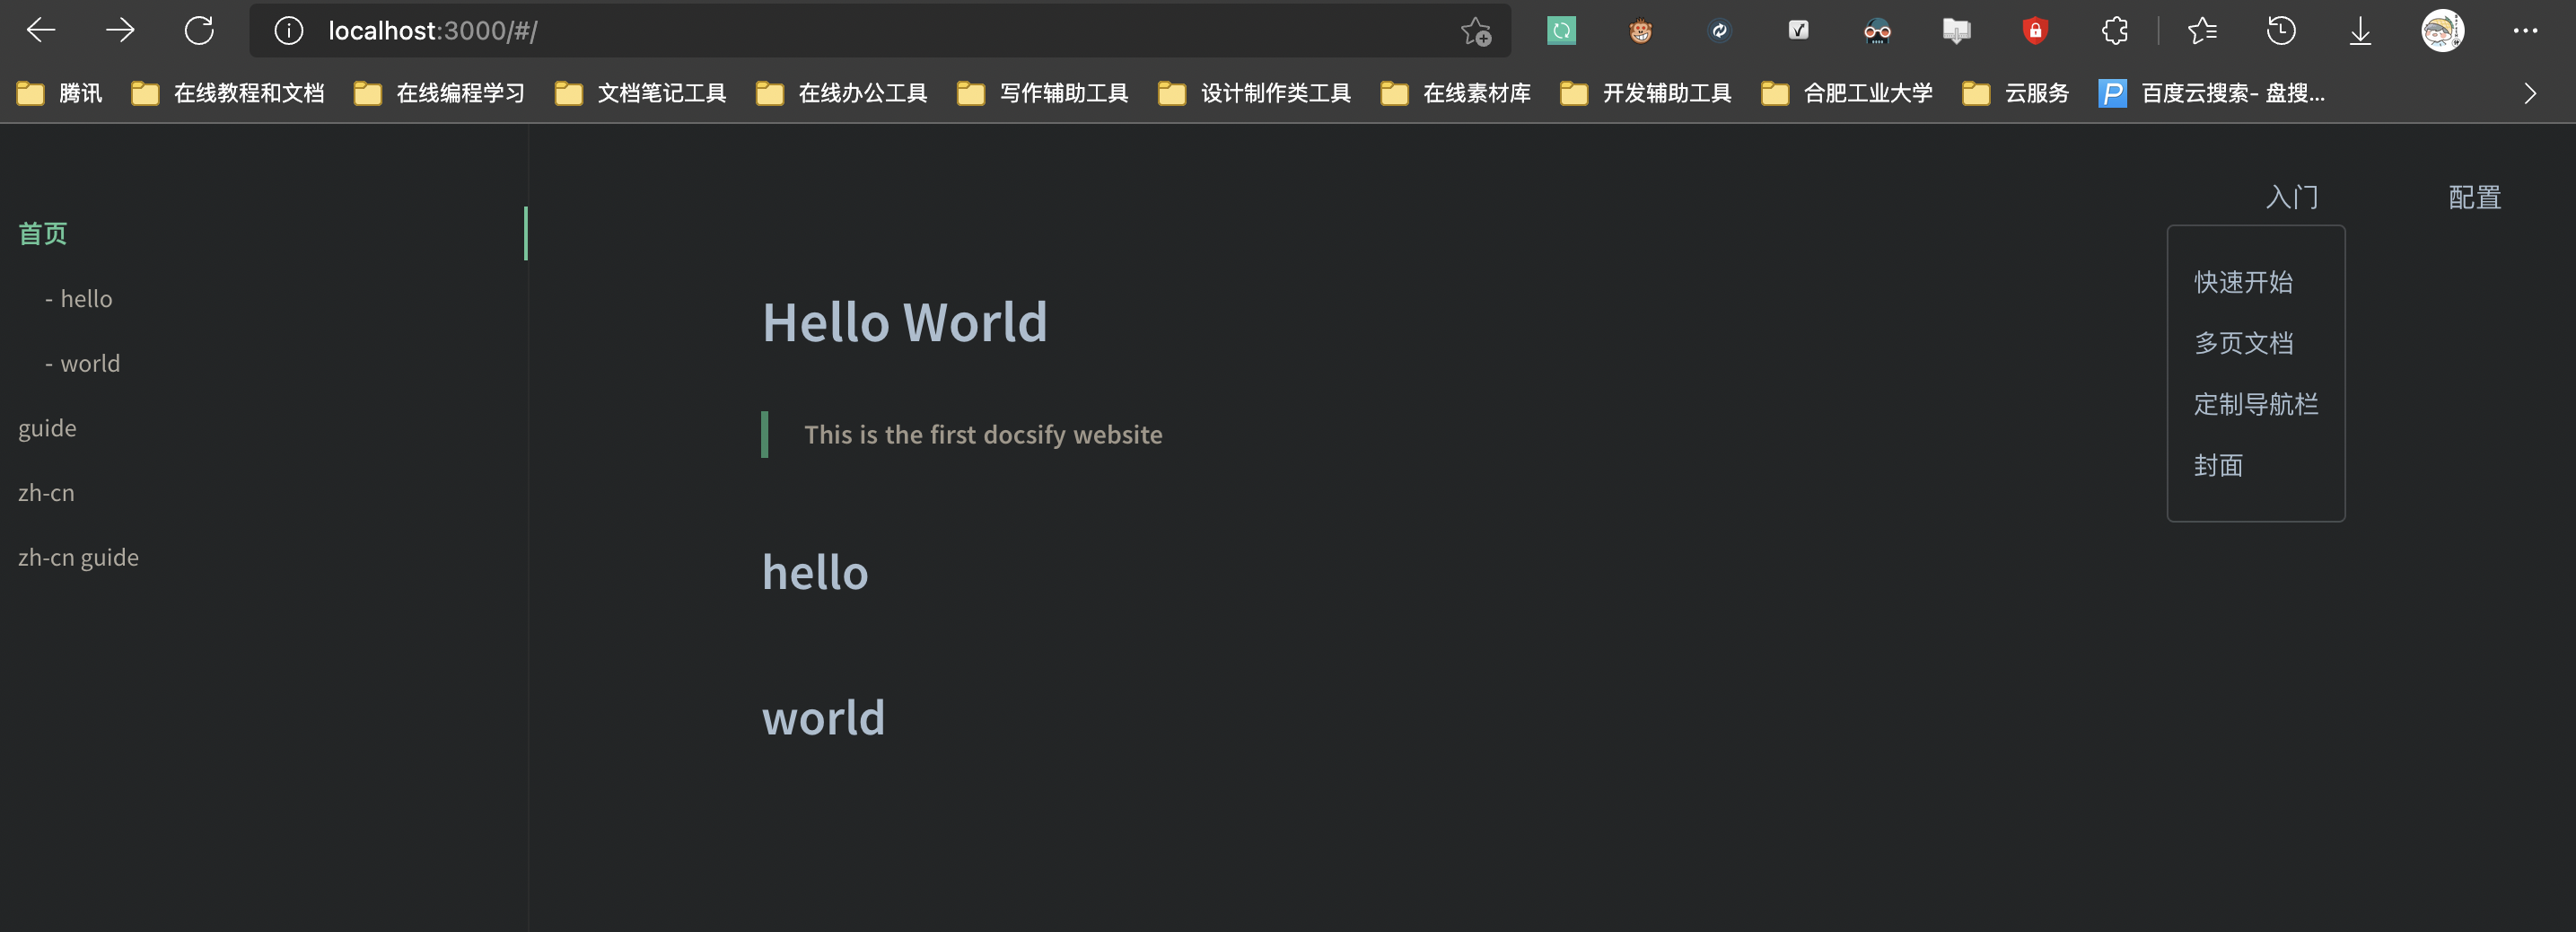 localhost:3000/#/
腾讯 在线教程和文档 在线编程学习 文档笔记工具 在线办公工具 写作辅助工具 设计制作类工具 在线素材库 开发辅助工具 合肥工业大学 云服务 P 百度云搜索- 盘搜...
入门 配置
首页
- hello
- world
guide
zh-cn
zh-cn guide
Hello World
This is the first docsify website
hello
world
快速开始
多页文档
定制导航栏
封面